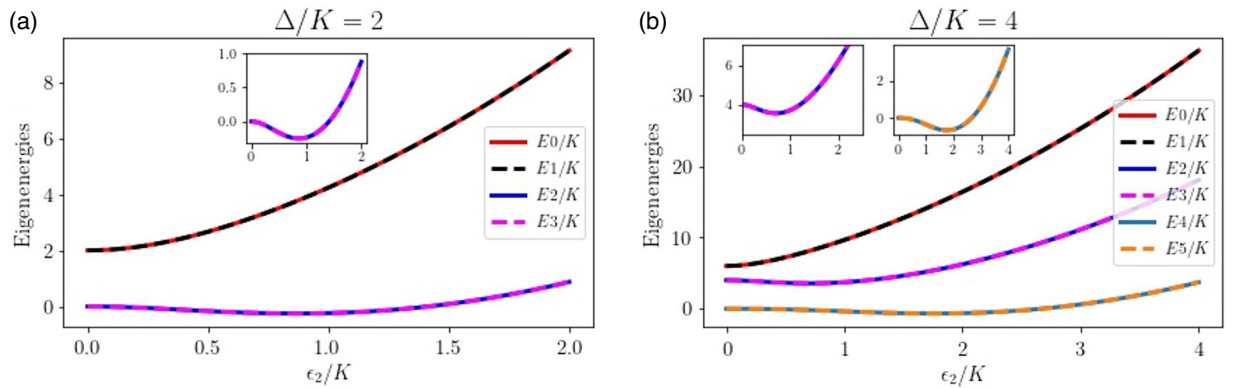 (a)
Δ/K = 2
Eigenenergies
8
6
4
2
0
1.0
0.5
0.0
0
1
2
E0/K
E1/K
E2/K
E3/K
0.0
0.5
1.0
1.5
2.0
ϵ₂/K
(b)
Δ/K = 4
Eigenenergies
30
20
10
0
6
4
0
1
2
2
0
0
1
2
3
4
E0/K
E1/K
E2/K
E3/K
E4/K
E5/K
0
1
2
3
4
ϵ₂/K